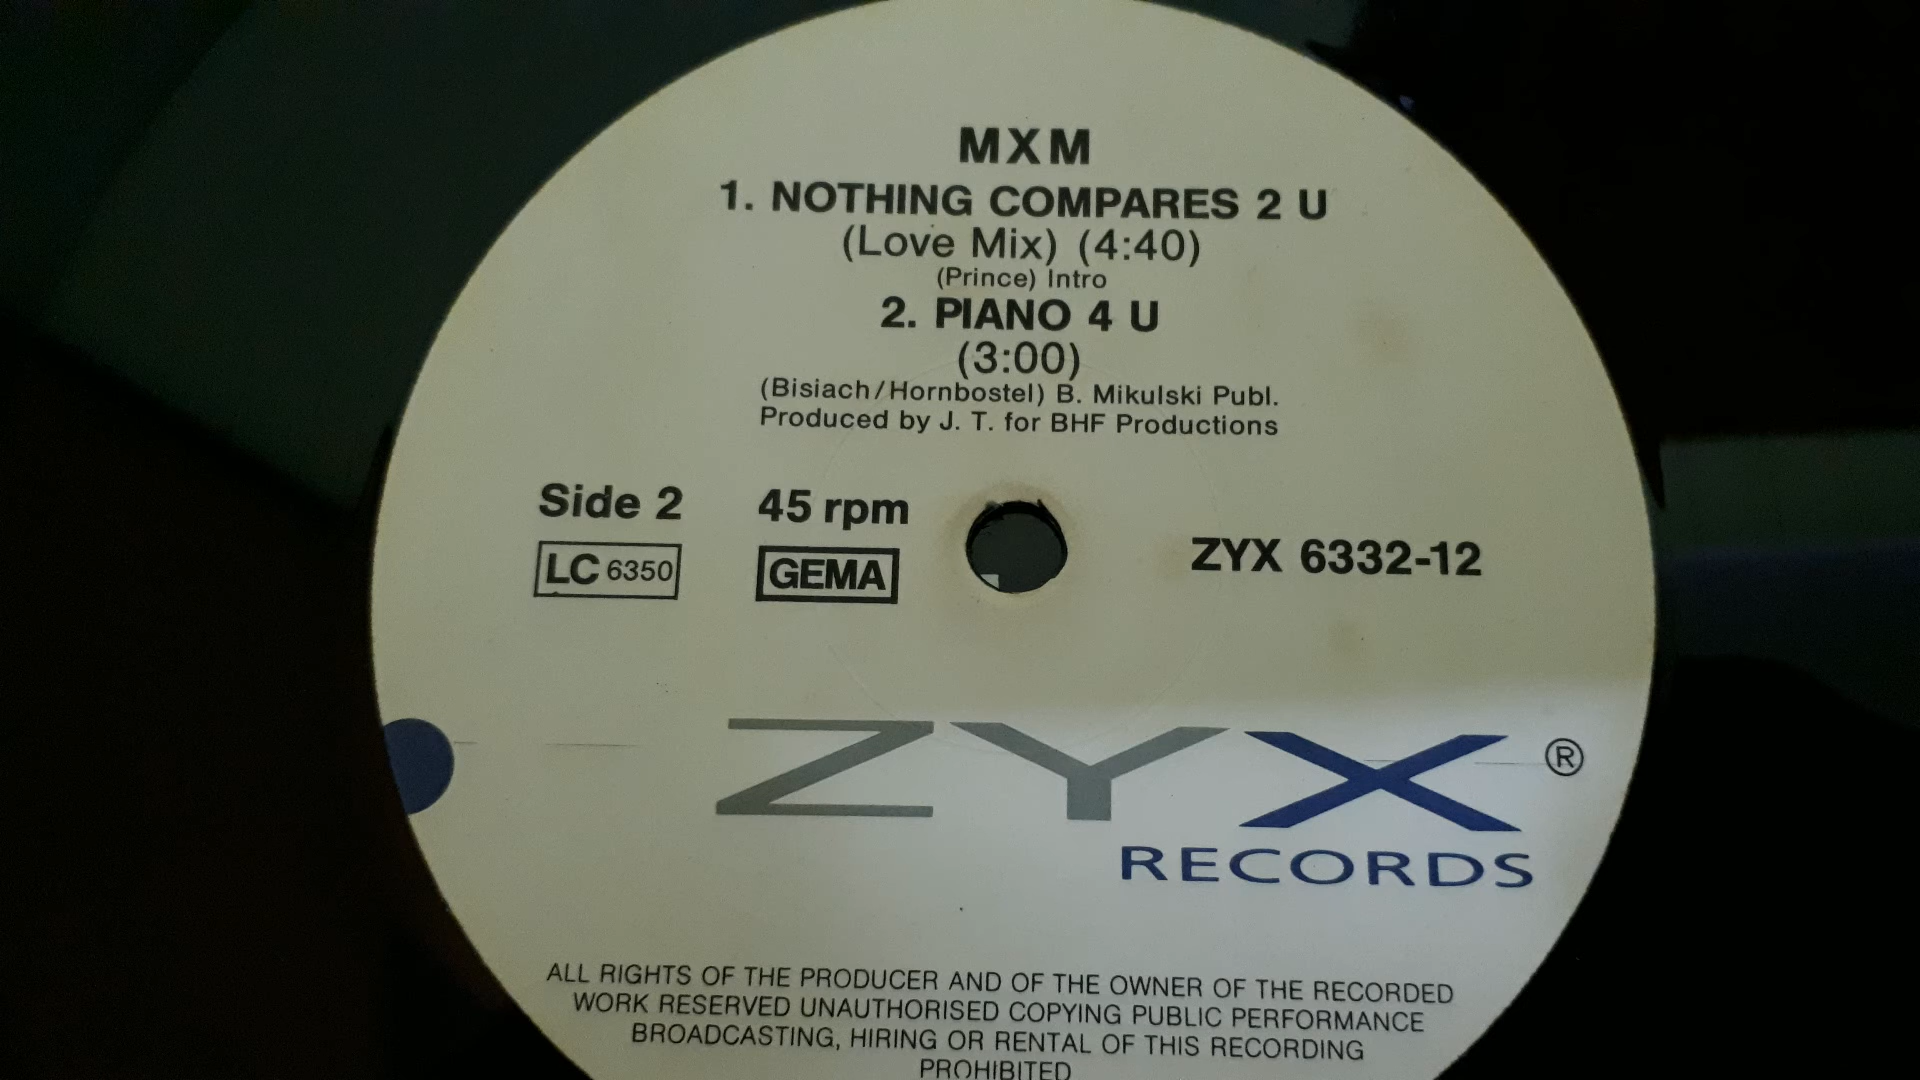 MXM
1. NOTHING COMPARES 2 U
(Love Mix) (4:40)
(Prince) Intro
2. PIANO 4 U
(3:00)
(Bisiach/Hornbostel) B. Mikulski Publ.
Produced by J. T. for BHF Productions
Side 2 45 rpm
LC 6350 GEMA ZYX 6332-12
ZYX ®
RECORDS
ALL RIGHTS OF THE PRODUCER AND OF THE OWNER OF THE RECORDED
WORK RESERVED UNAUTHORISED COPYING PUBLIC PERFORMANCE
BROADCASTING, HIRING OR RENTAL OF THIS RECORDING
PROHIBITED